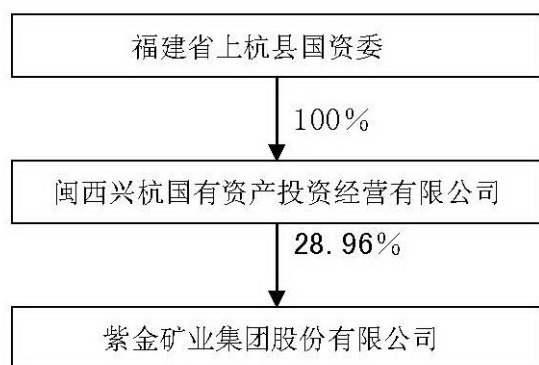 福建省上杭县国资委
100%
闽西兴杭国有资产投资经营有限公司
28.96%
紫金矿业集团股份有限公司